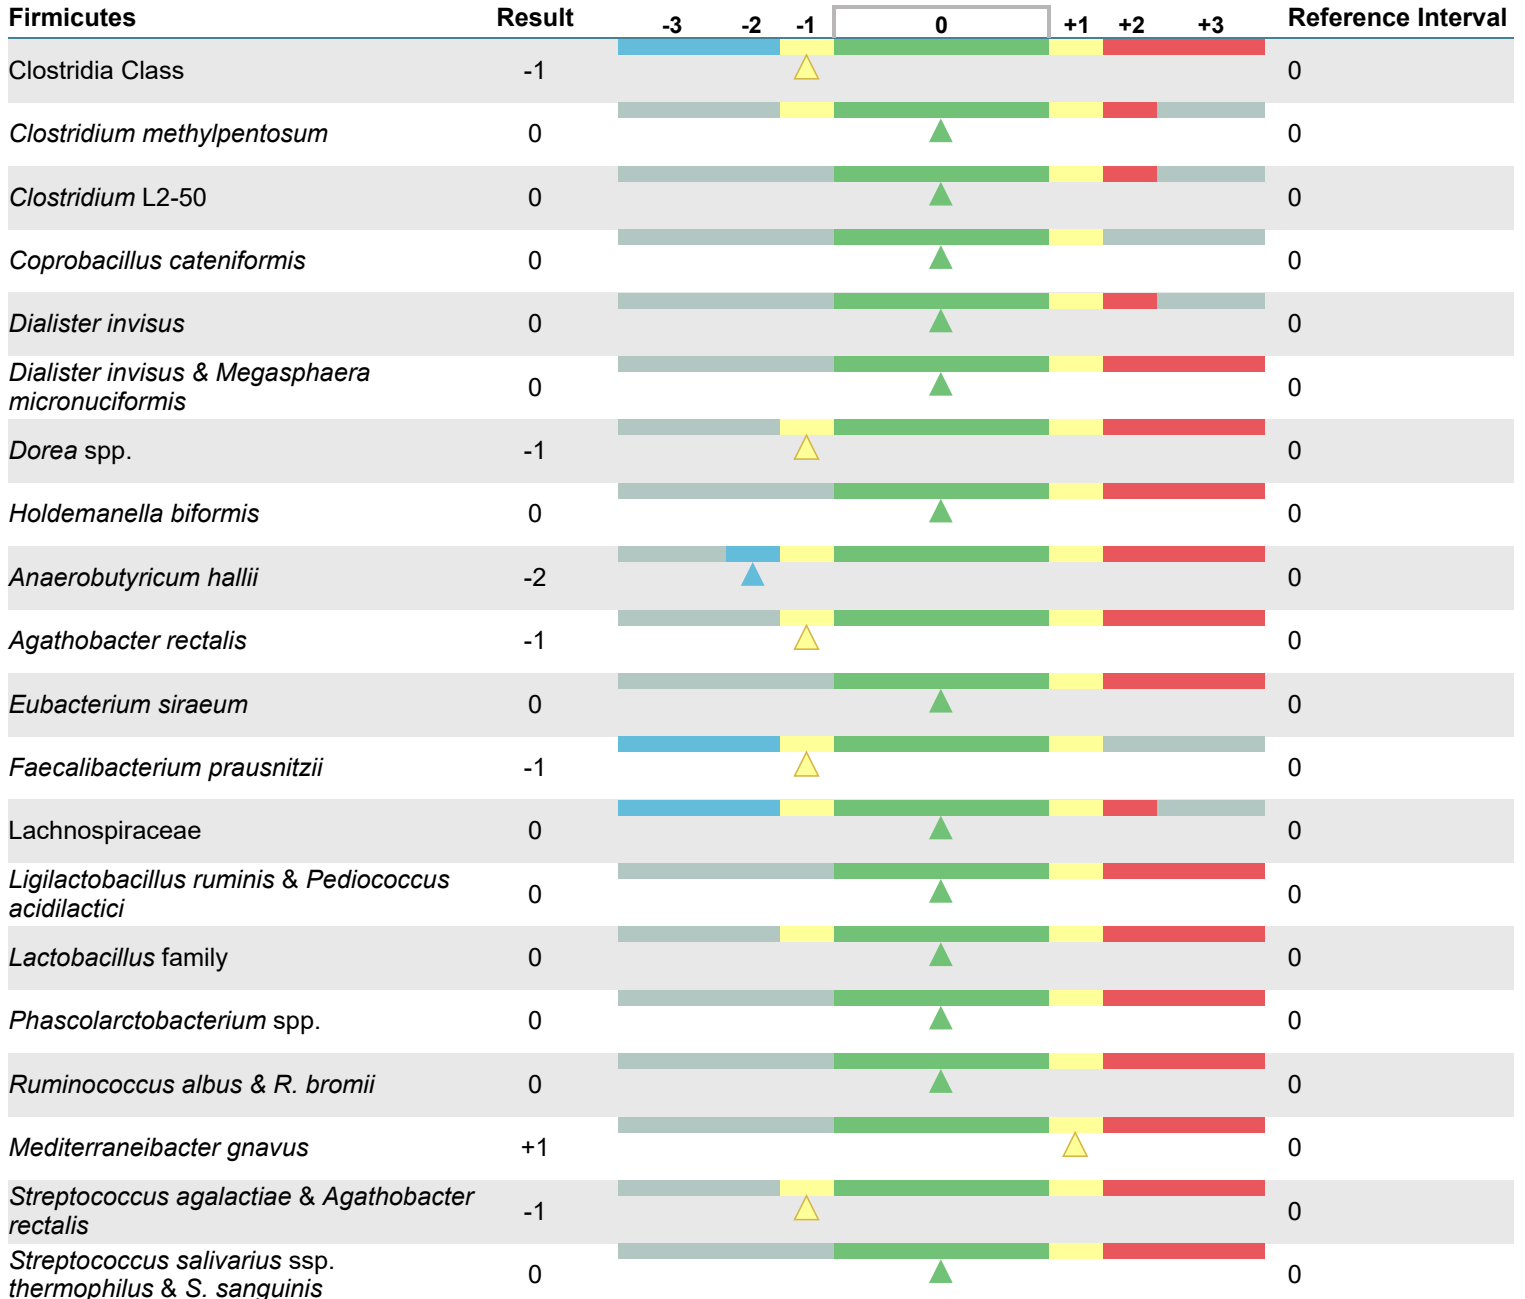 Firmicutes Result -3 -2 -1 0 +1 +2 +3 Reference Interval
Clostridia Class -1 0
Clostridium methylpentosum 0 0
Clostridium L2-50 0 0
Coprobacillus cateniformis 0 0
Dialister invisus 0 0
Dialister invisus & Megasphaera
micronuciformis 0 0
Dorea spp. -1 0
Holdemanella biformis 0 0
Anaerobutyricum hallii -2 0
Agathobacter rectalis -1 0
Eubacterium siraeum 0 0
Faecalibacterium prausnitzii -1 0
Lachnospiraceae 0 0
Ligilactobacillus ruminis & Pediococcus
acidilactici 0 0
Lactobacillus family 0 0
Phascolarctobacterium spp. 0 0
Ruminococcus albus & R. bromii 0 0
Mediterraneibacter gnavus +1 0
Streptococcus agalactiae & Agathobacter
rectalis -1 0
Streptococcus salivarius ssp.
thermophilus & S. sanguinis 0 0